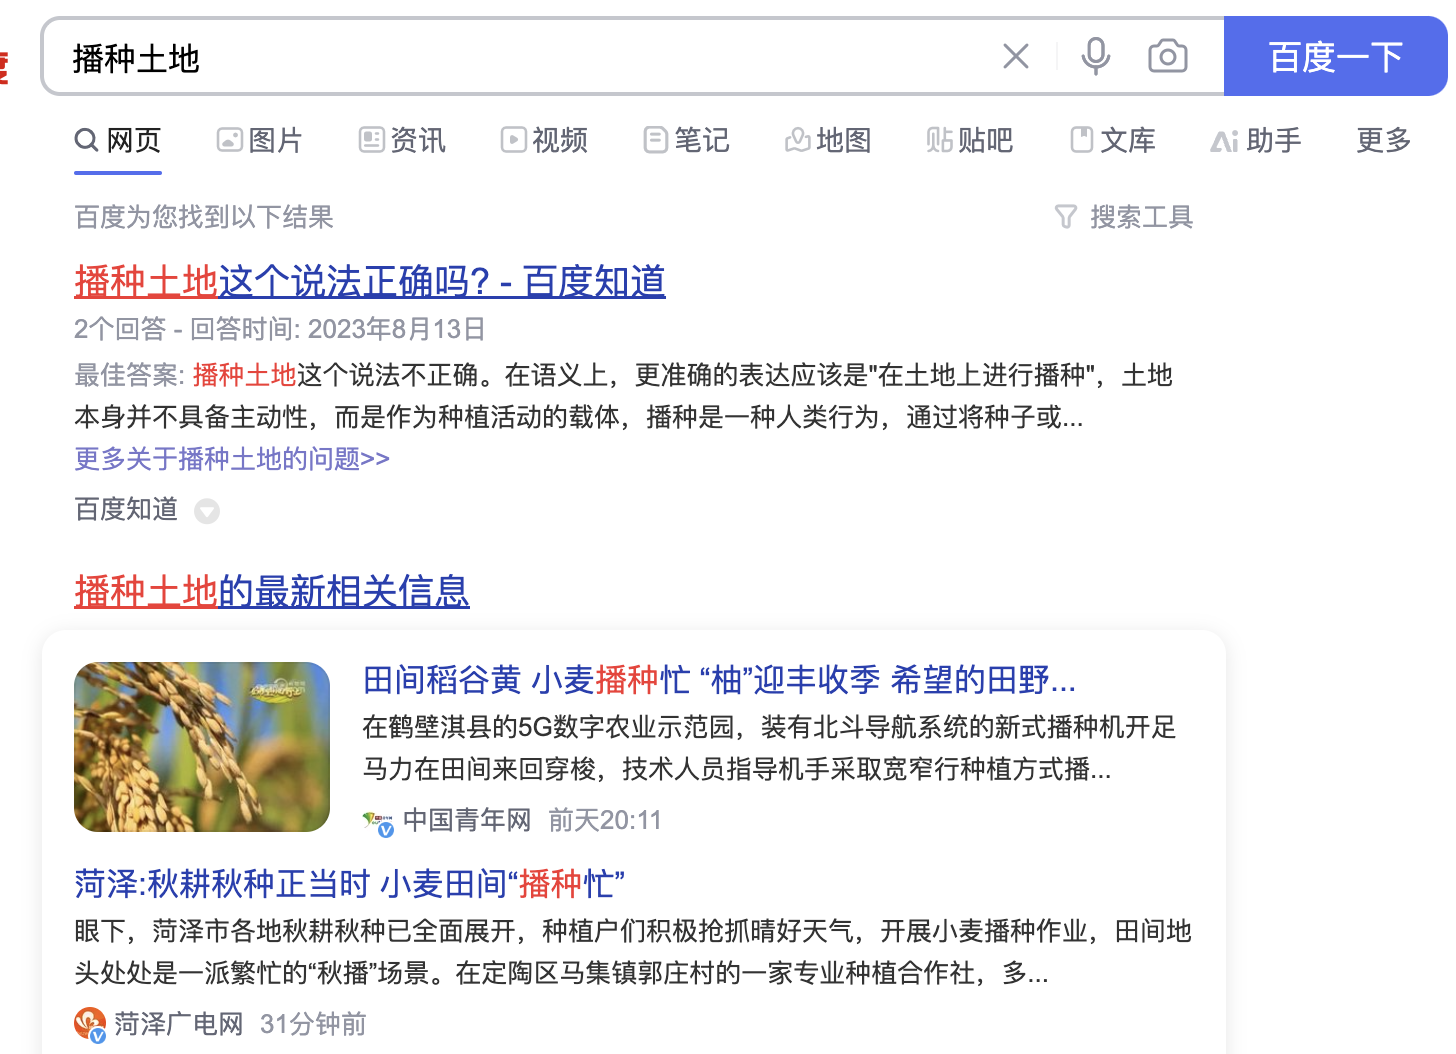 播种土地
百度一下
网页 图片 资讯 视频 笔记 地图 贴吧 文库 助手 更多
百度为您找到以下结果 搜索工具
播种土地这个说法正确吗? - 百度知道
2个回答 - 回答时间: 2023年8月13日
最佳答案: 播种土地这个说法不正确。在语义上，更准确的表达应该是"在土地上进行播种"，土地
本身并不具备主动性，而是作为种植活动的载体，播种是一种人类行为，通过将种子或...
更多关于播种土地的问题>>
百度知道
播种土地的最新相关信息
田间稻谷黄 小麦播种忙 “柚”迎丰收季 希望的田野...
在鹤壁淇县的5G数字农业示范园，装有北斗导航系统的新式播种机开足
马力在田间来回穿梭，技术人员指导机手采取宽窄行种植方式播...
中国青年网 前天20:11
菏泽:秋耕秋种正当时 小麦田间“播种忙”
眼下，菏泽市各地秋耕秋种已全面展开，种植户们积极抢抓晴好天气，开展小麦播种作业，田间地
头处处是一派繁忙的“秋播”场景。在定陶区马集镇郭庄村的一家专业种植合作社，多...
菏泽广电网 31分钟前